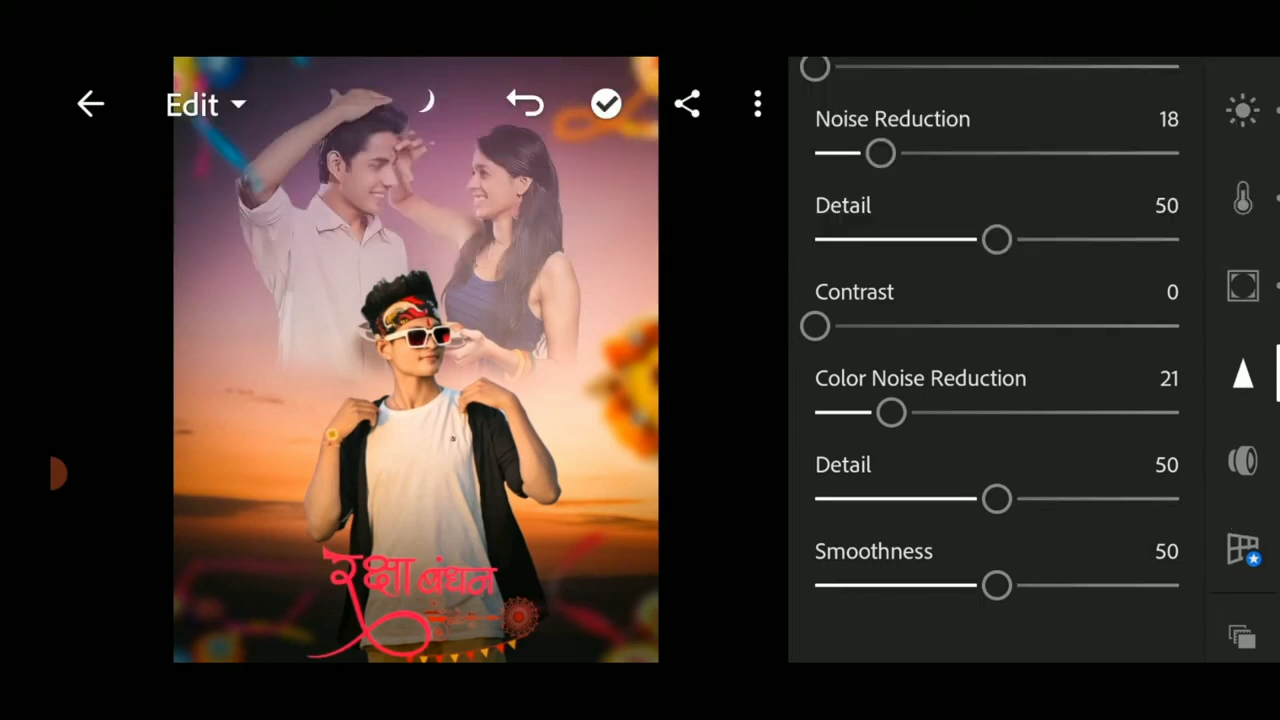 Edit
Noise Reduction 18
Detail 50
Contrast 0
Color Noise Reduction 21
Detail 50
Smoothness 50
रक्षा बंधन